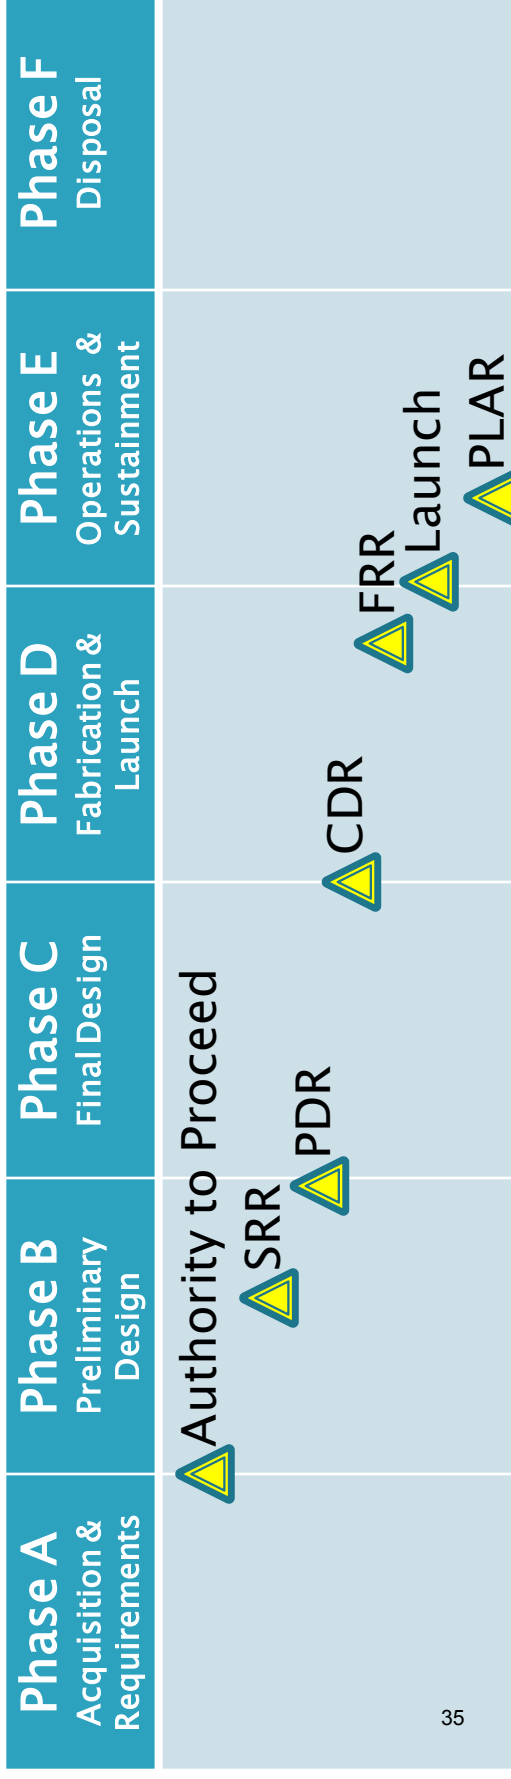 Phase A
Acquisition &
Requirements
Phase B
Preliminary
Design
Phase C
Final Design
Phase D
Fabrication &
Launch
Phase E
Operations &
Sustainment
Phase F
Disposal
Authority to Proceed
SRR
PDR
CDR
FRR
Launch
PLAR
35